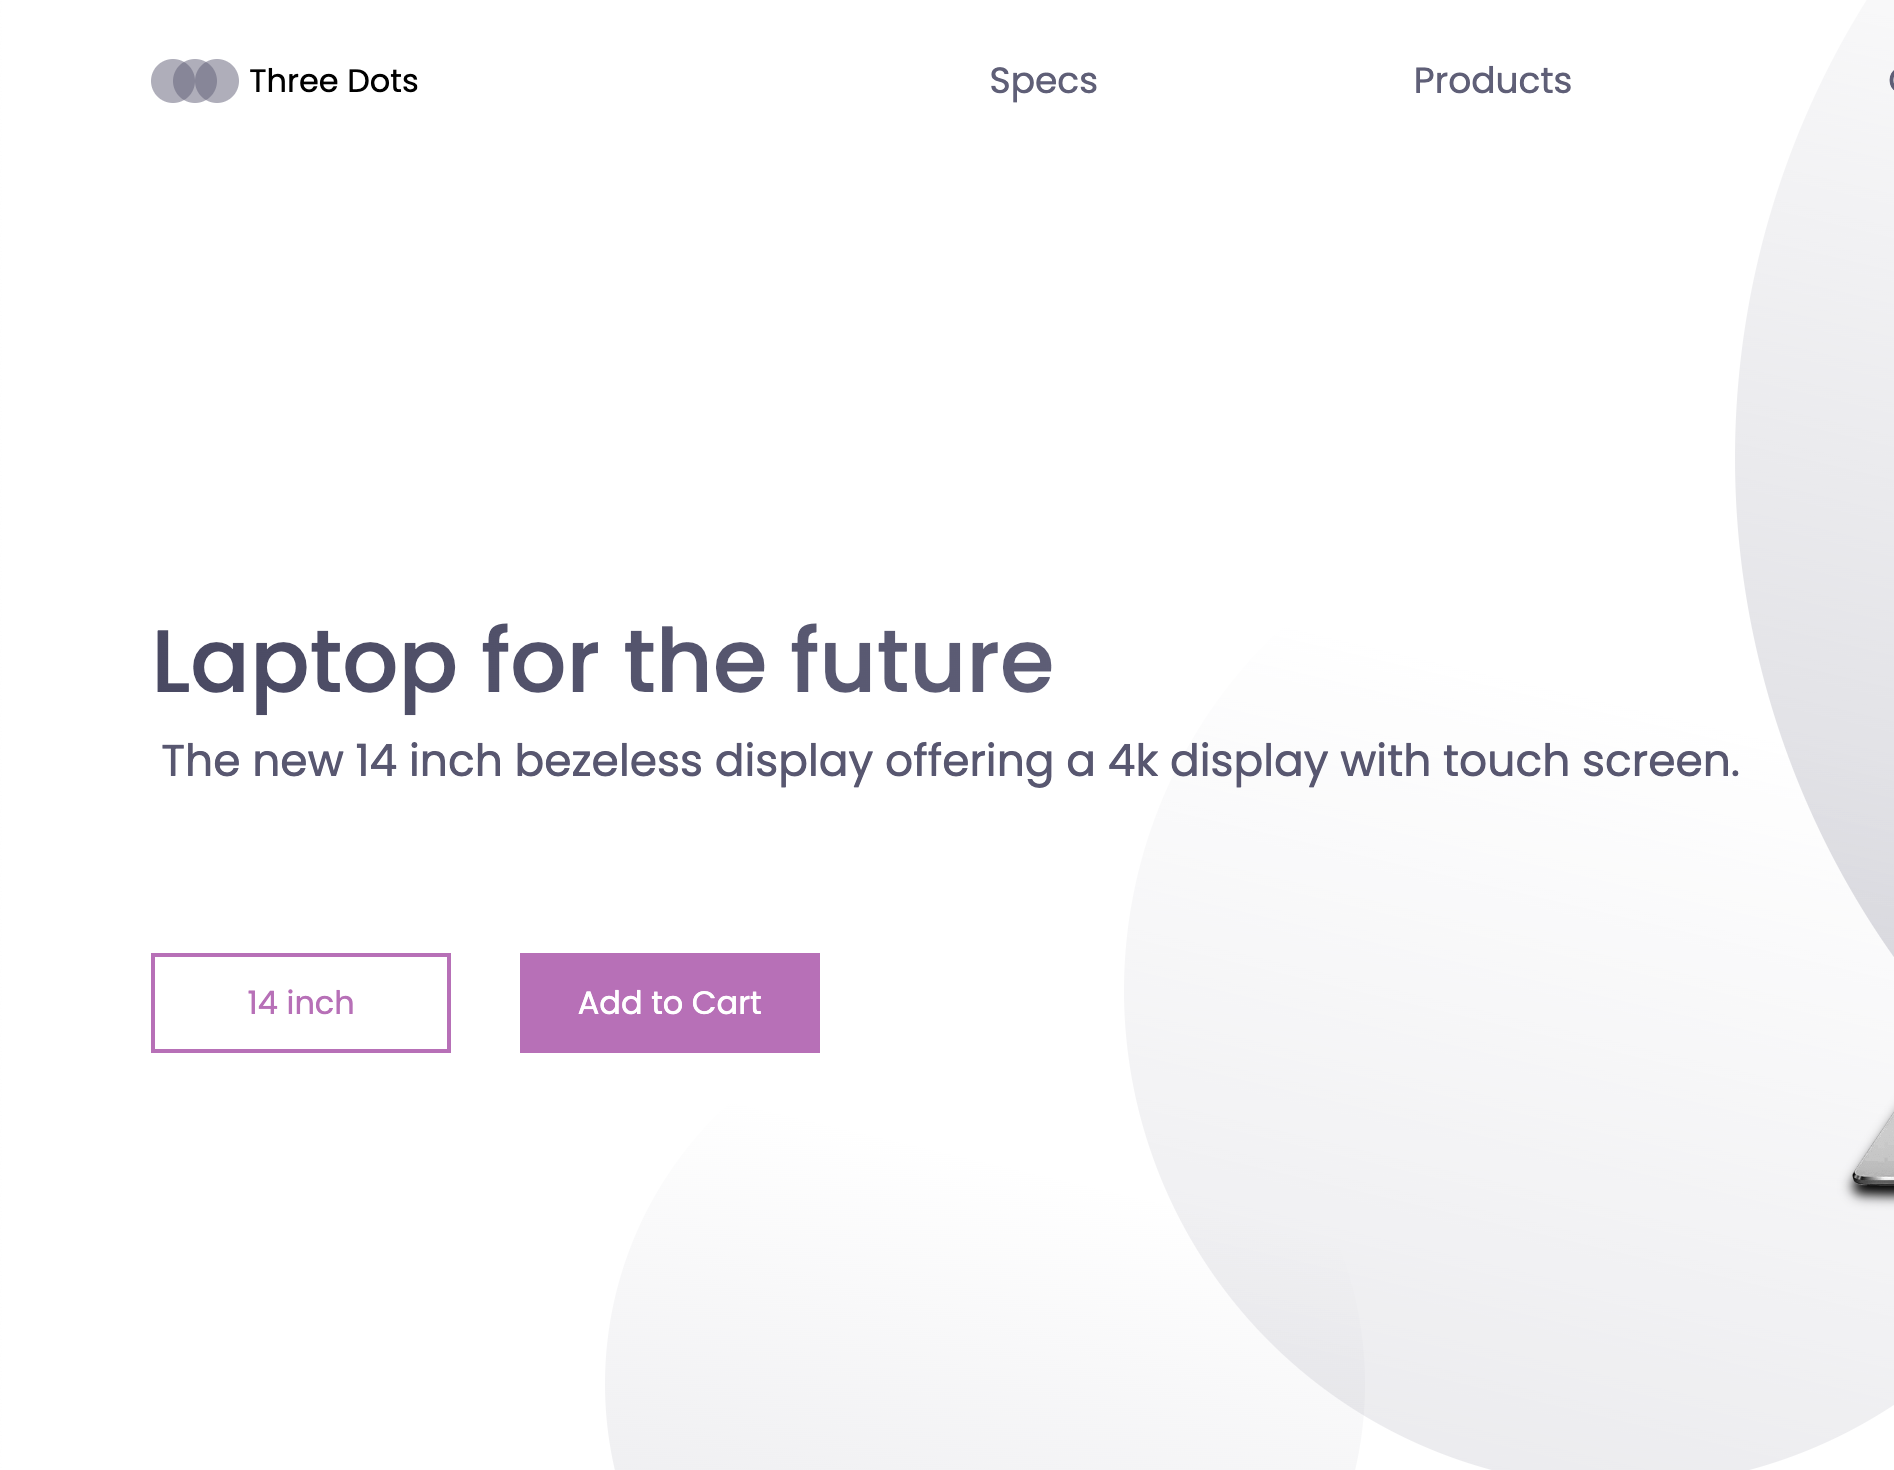 Three Dots Specs Products
Laptop for the future
The new 14 inch bezeless display offering a 4k display with touch screen.
14 inch Add to Cart